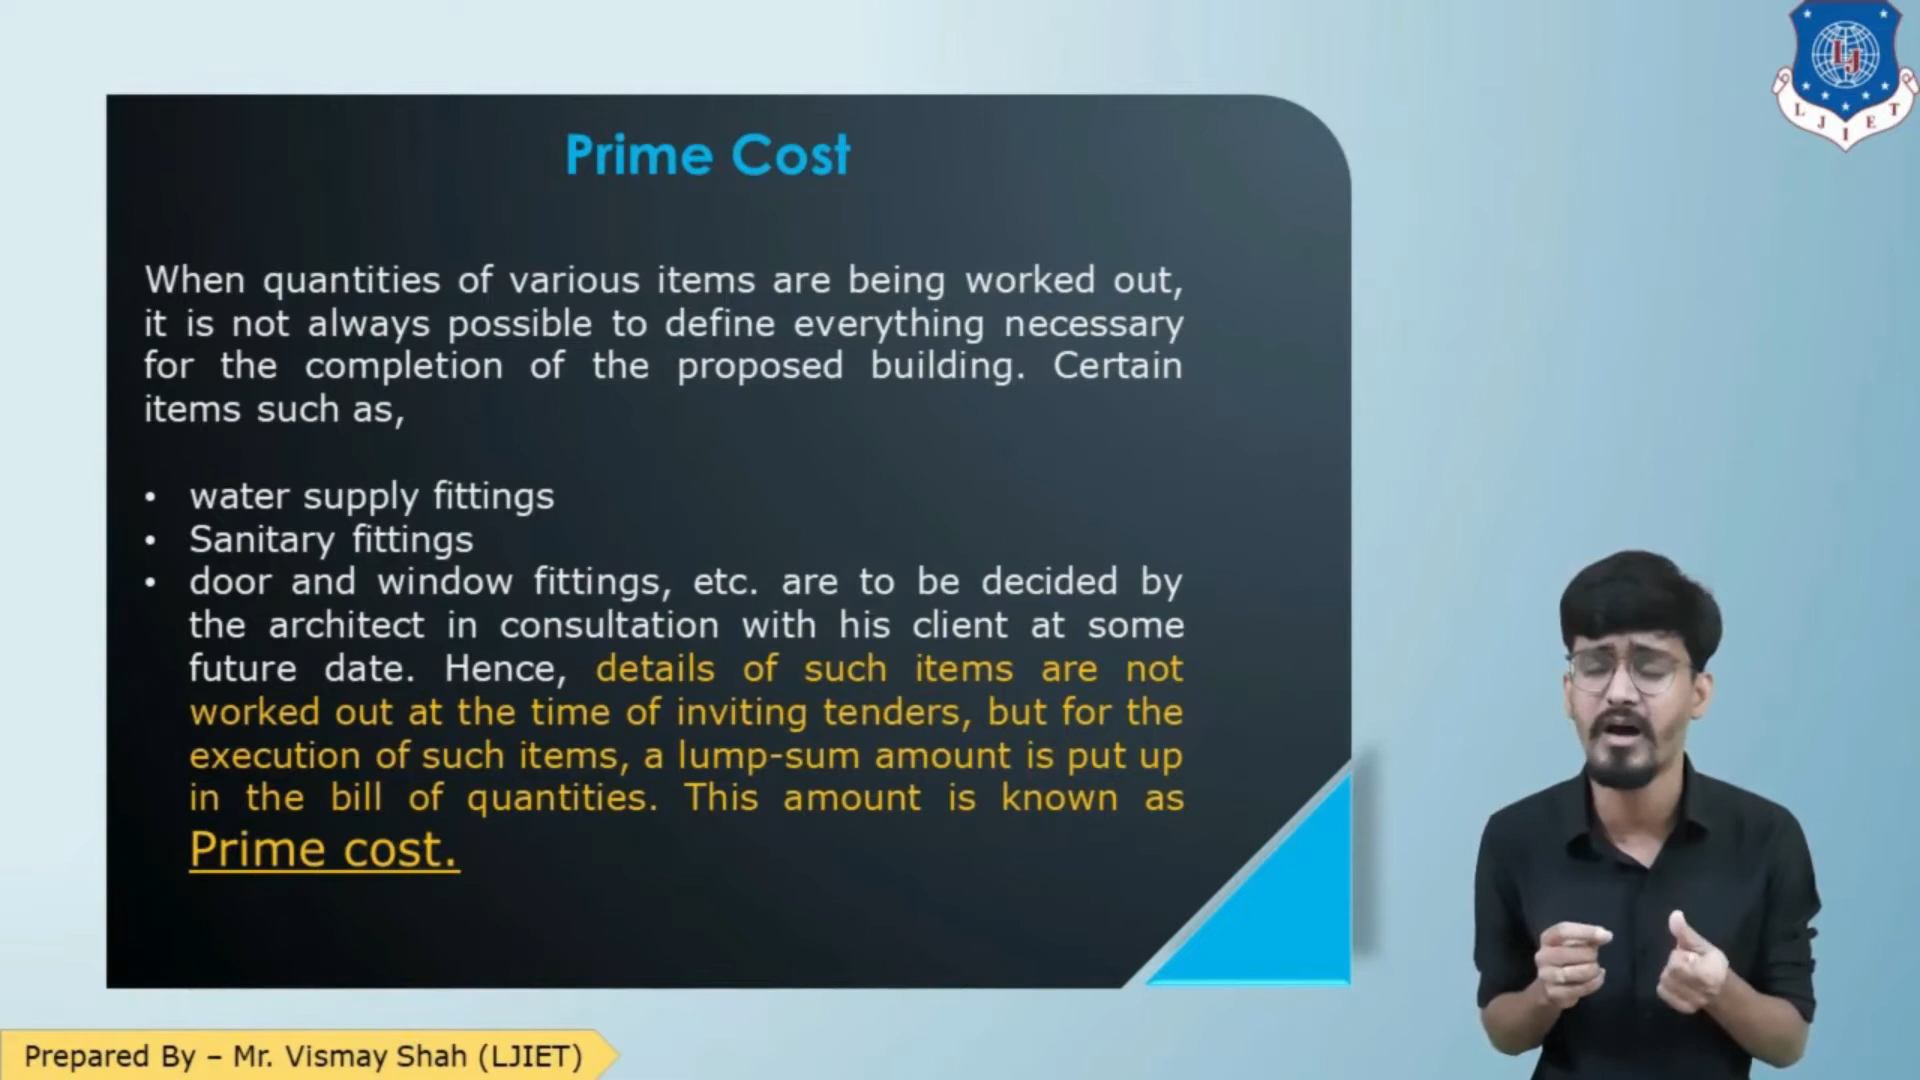 Prime Cost
When quantities of various items are being worked out,
it is not always possible to define everything necessary
for the completion of the proposed building. Certain
items such as,
• water supply fittings
• Sanitary fittings
• door and window fittings, etc. are to be decided by
the architect in consultation with his client at some
future date. Hence, details of such items are not
worked out at the time of inviting tenders, but for the
execution of such items, a lump-sum amount is put up
in the bill of quantities. This amount is known as
Prime cost.
LJ
L J I E T
Prepared By – Mr. Vismay Shah (LJIET)